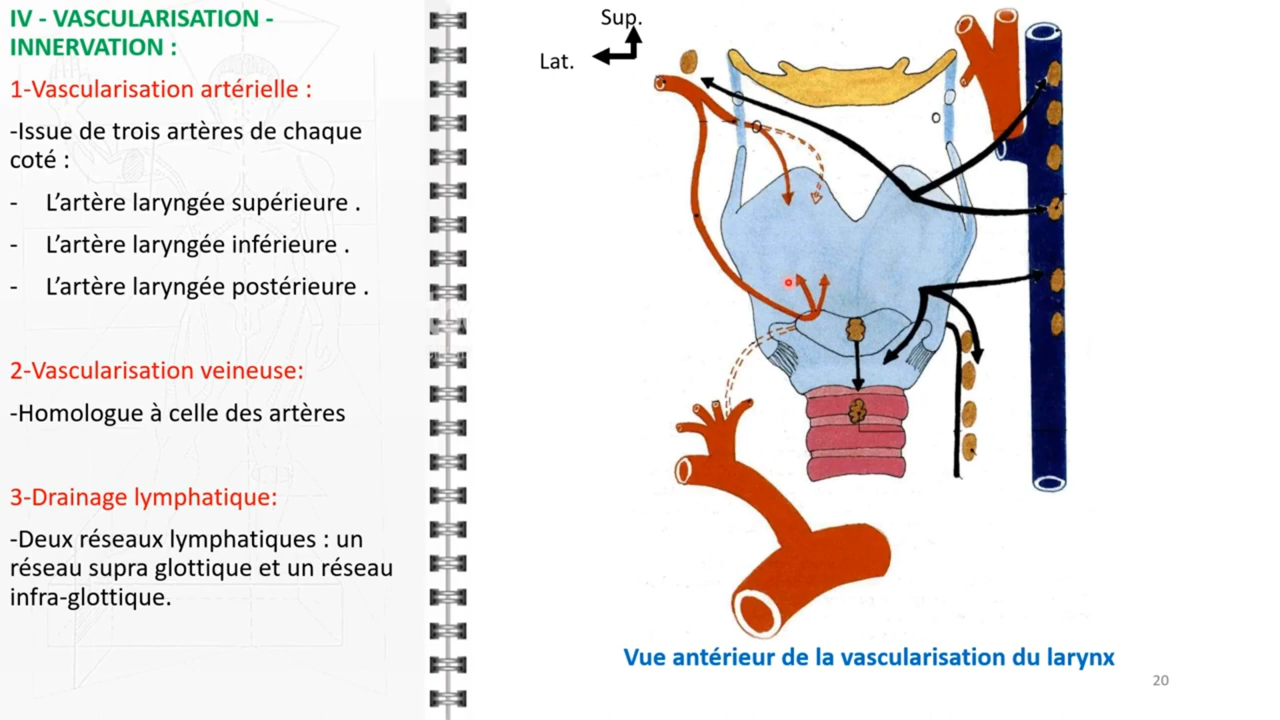 IV - VASCULARISATION -
INNERVATION :
1-Vascularisation artérielle :
-Issue de trois artères de chaque
coté :
- L’artère laryngée supérieure .
- L’artère laryngée inférieure .
- L’artère laryngée postérieure .
2-Vascularisation veineuse:
-Homologue à celle des artères
3-Drainage lymphatique:
-Deux réseaux lymphatiques : un
réseau supra glottique et un réseau
infra-glottique.
Sup.
Lat.
Vue antérieur de la vascularisation du larynx
20